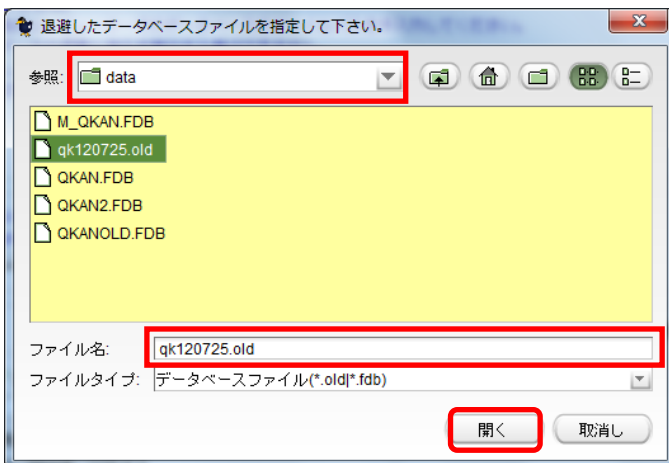 退避したデータベースファイルを指定して下さい。
参照: data
M_QKAN.FDB
qk120725.old
QKAN.FDB
QKAN2.FDB
QKANOLD.FDB
ファイル名: qk120725.old
ファイルタイプ: データベースファイル(*.old|*.fdb)
開く 取消し